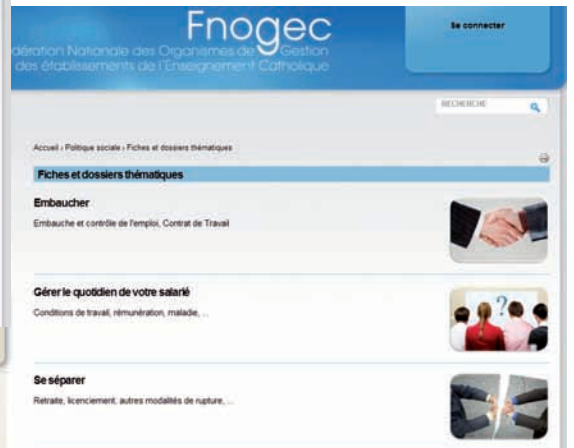 Fnogec
dération Nationale des Organismes de Gestion
des établissements de l'Enseignement Catholique
Se connecter
RECHERCHE
Accueil › Politique sociale › Fiches et dossiers thématiques
Fiches et dossiers thématiques
Embaucher
Embauche et contrôle de l'emploi, Contrat de Travail
Gérer le quotidien de votre salarié
Conditions de travail, rémunération, maladie, ...
?
Se séparer
Retraite, licenciement, autres modalités de rupture, ...